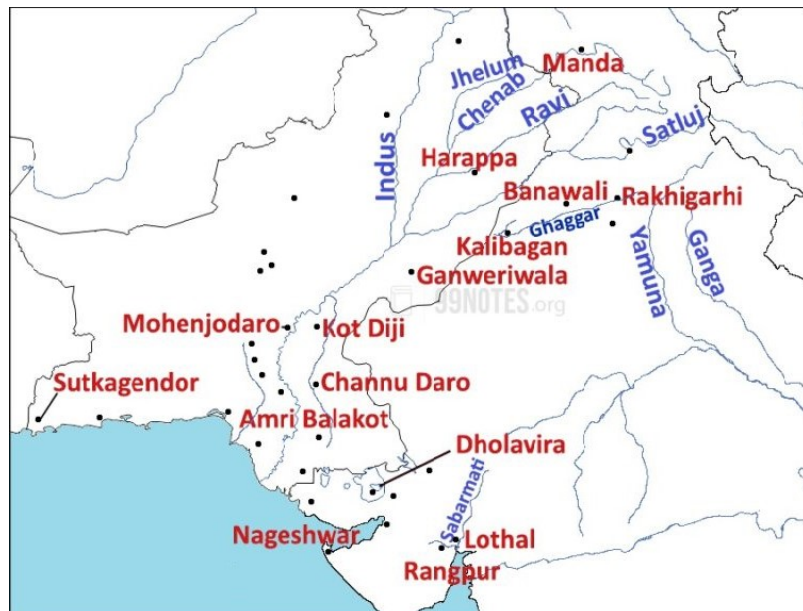 Manda
Jhelum
Chenab
Ravi
Indus
Satluj
Harappa
Banawali
Rakhigarhi
Ghaggar
Kalibagan
Ganweriwala
Yamuna
Ganga
99NOTES.org
Mohenjodaro
Kot Diji
Sutkagendor
Channu Daro
Amri Balakot
Dholavira
Sabarmati
Nageshwar
Lothal
Rangpur